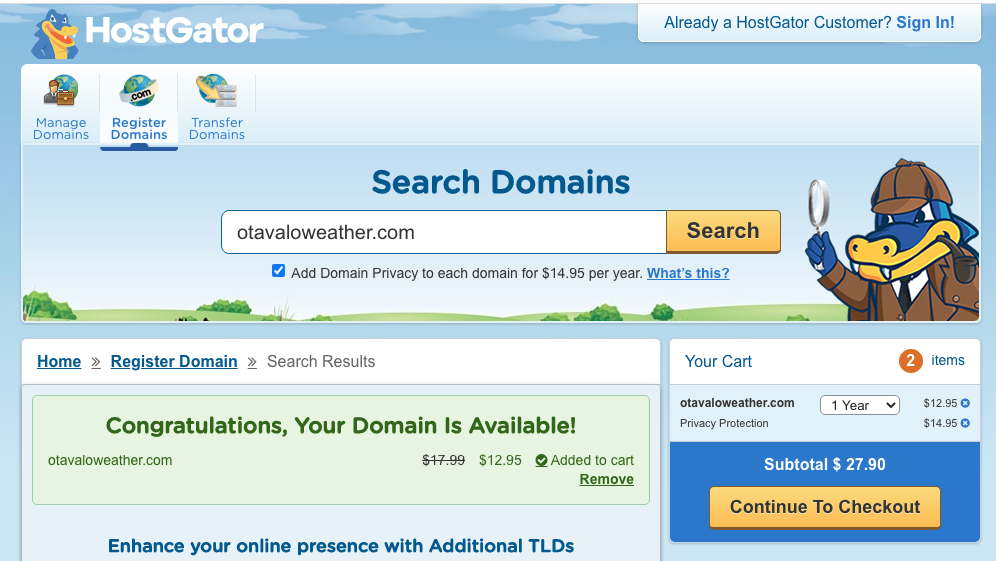 HostGator
Already a HostGator Customer? Sign In!
Manage
Domains
.com
Register
Domains
Transfer
Domains
Search Domains
otavaloweather.com
Search
Add Domain Privacy to each domain for $14.95 per year. What's this?
Home » Register Domain » Search Results
Congratulations, Your Domain Is Available!
otavaloweather.com $17.99 $12.95 Added to cart
Remove
Enhance your online presence with Additional TLDs
Your Cart 2 items
otavaloweather.com 1 Year $12.95
Privacy Protection $14.95
Subtotal $ 27.90
Continue To Checkout